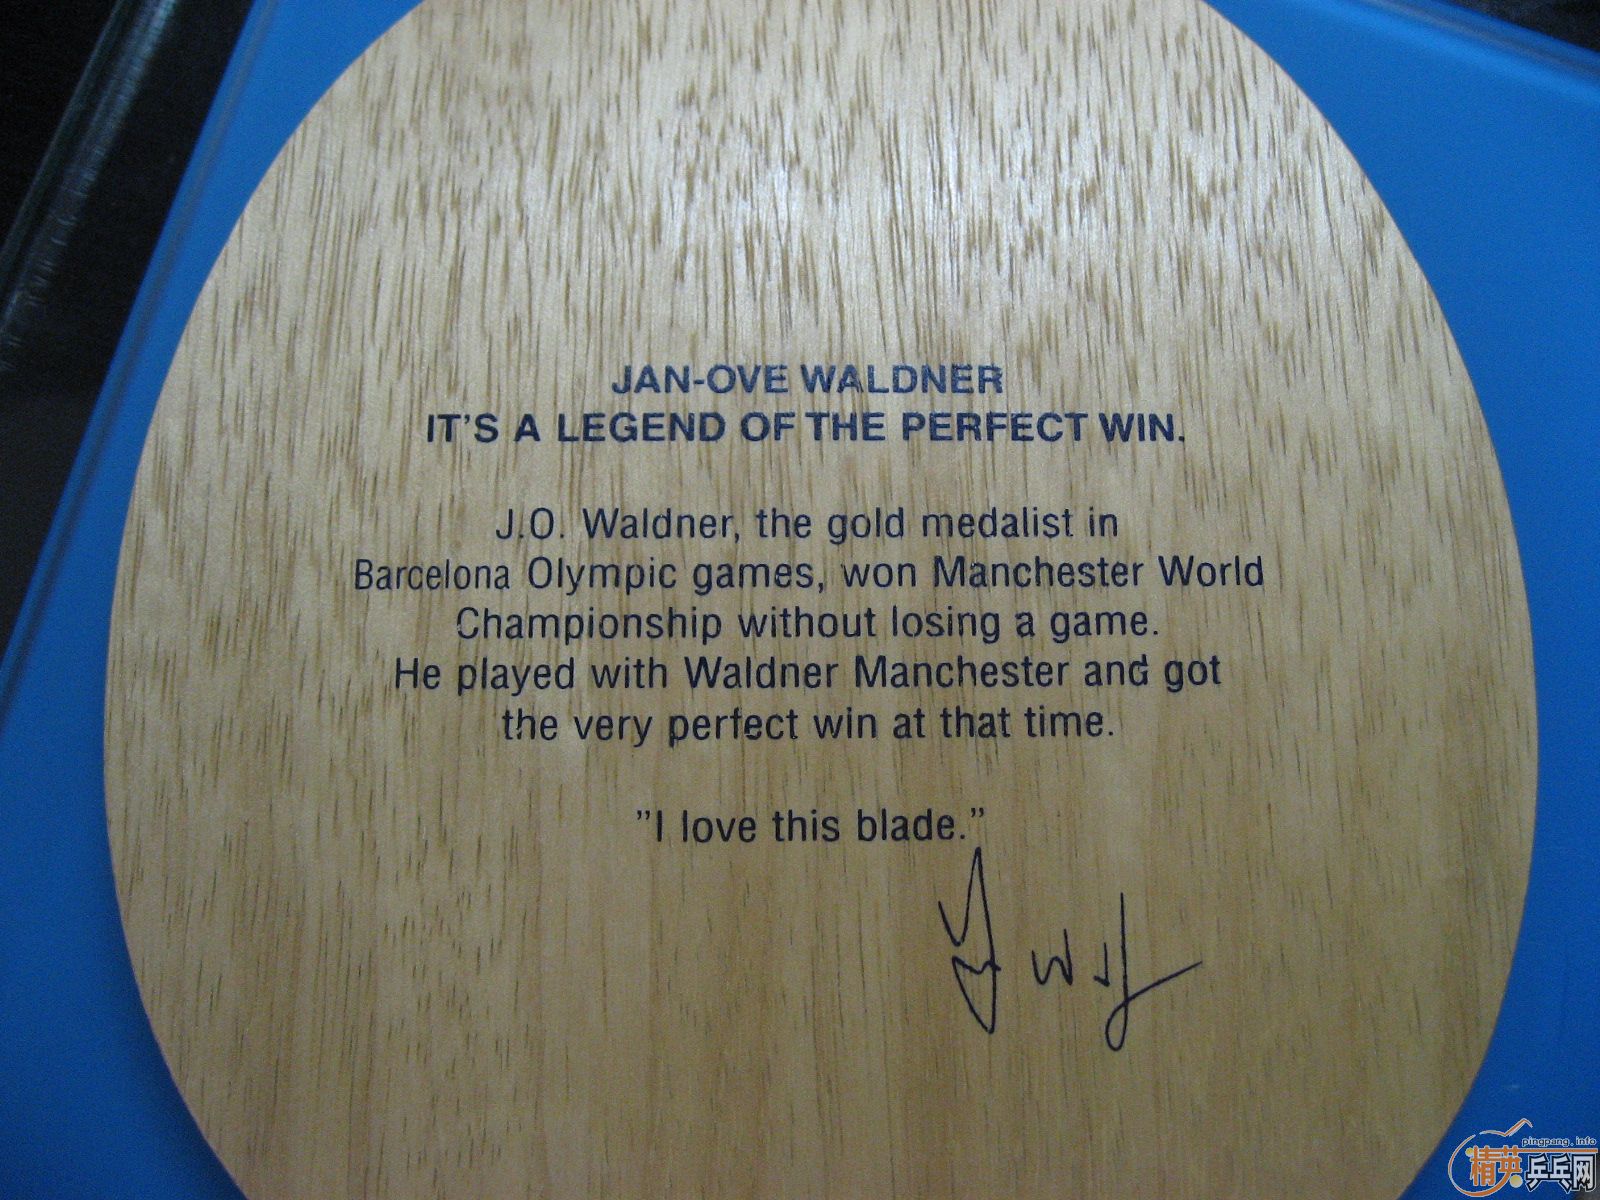 JAN-OVE WALDNER
IT'S A LEGEND OF THE PERFECT WIN.
J.O. Waldner, the gold medalist in
Barcelona Olympic games, won Manchester World
Championship without losing a game.
He played with Waldner Manchester and got
the very perfect win at that time.
"I love this blade."
pingpang.info
精英乒乓网